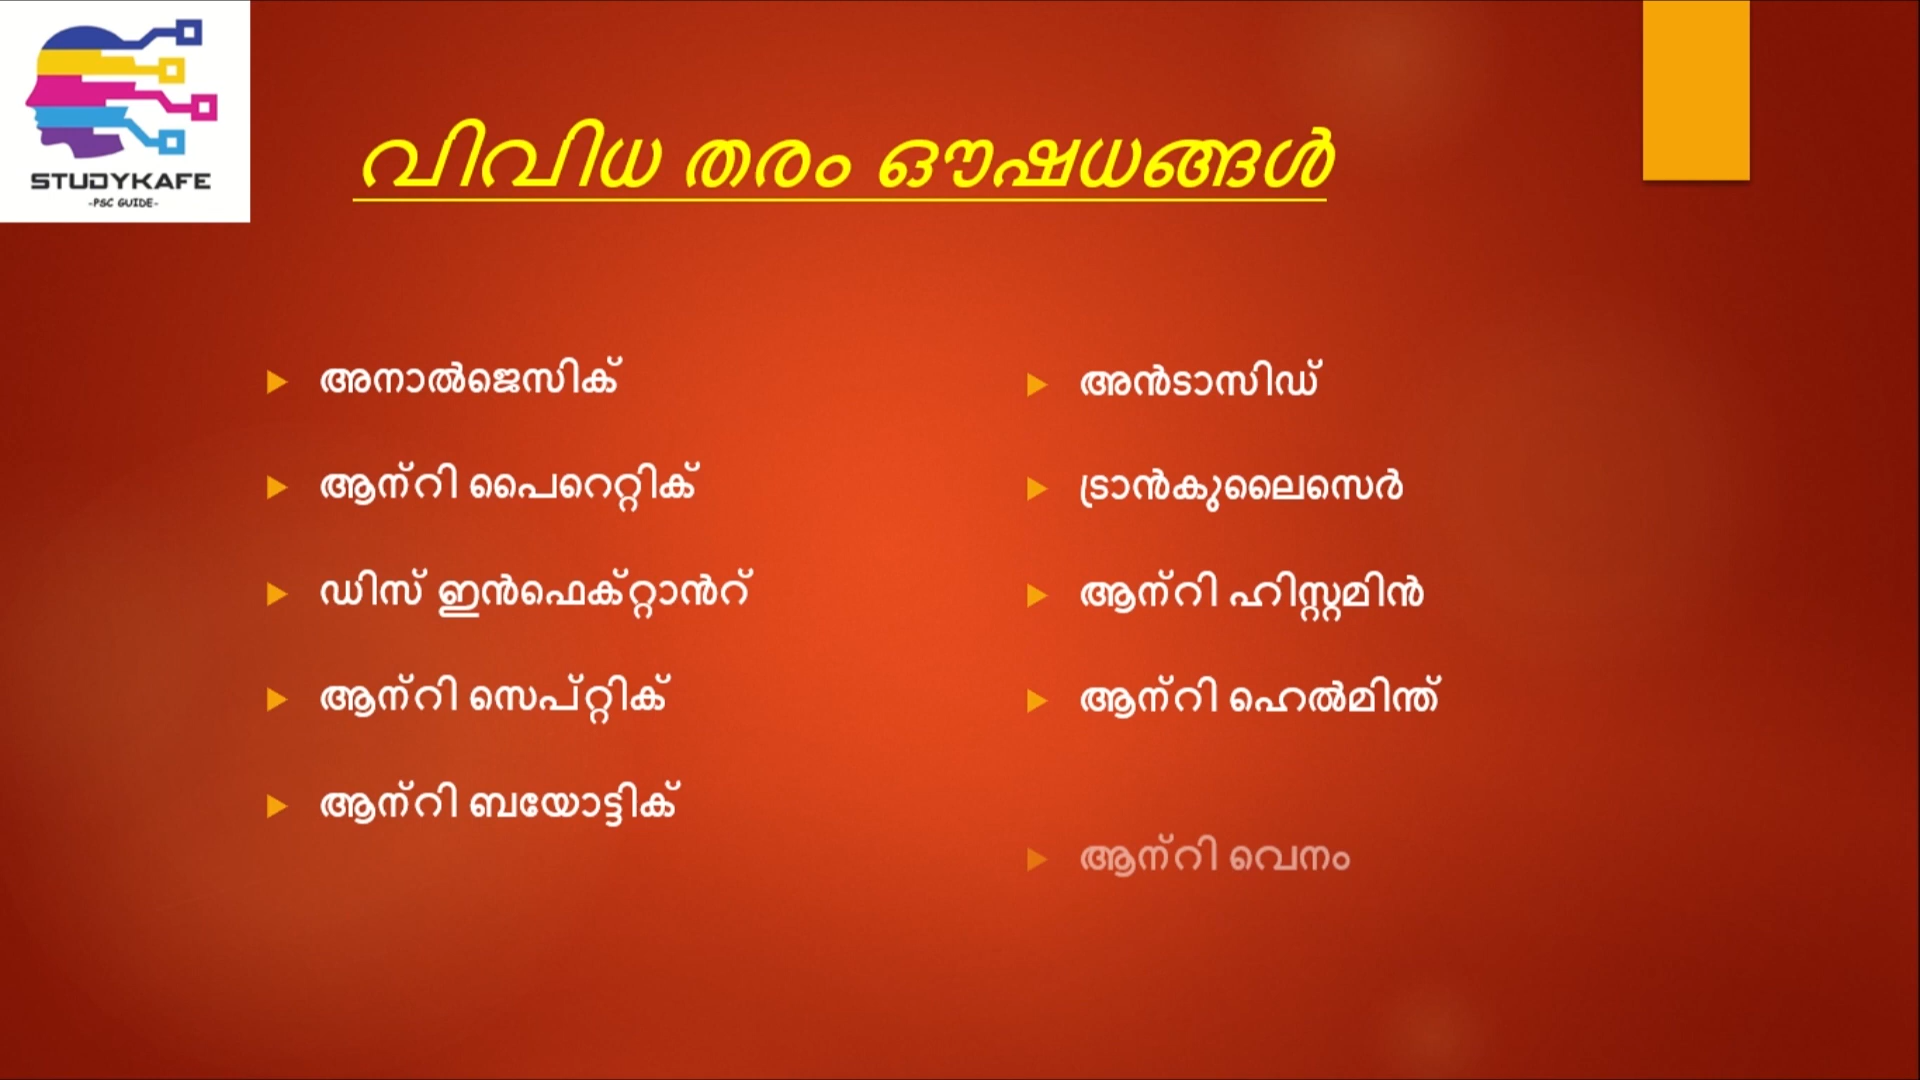 STUDYKAFE
-PSC GUIDE-
വിവിധ തരം ഔഷധങ്ങൾ
അനാൽജെസിക്
ആന്റി പൈറെറ്റിക്
ഡിസ് ഇൻഫെക്റ്റാൻറ്
ആന്റി സെപ്റ്റിക്
ആന്റി ബയോട്ടിക്
അൻടാസിഡ്
ട്രാൻകുലൈസെർ
ആന്റി ഹിസ്റ്റമിൻ
ആന്റി ഹെൽമിന്ത്
ആന്റി വെനം